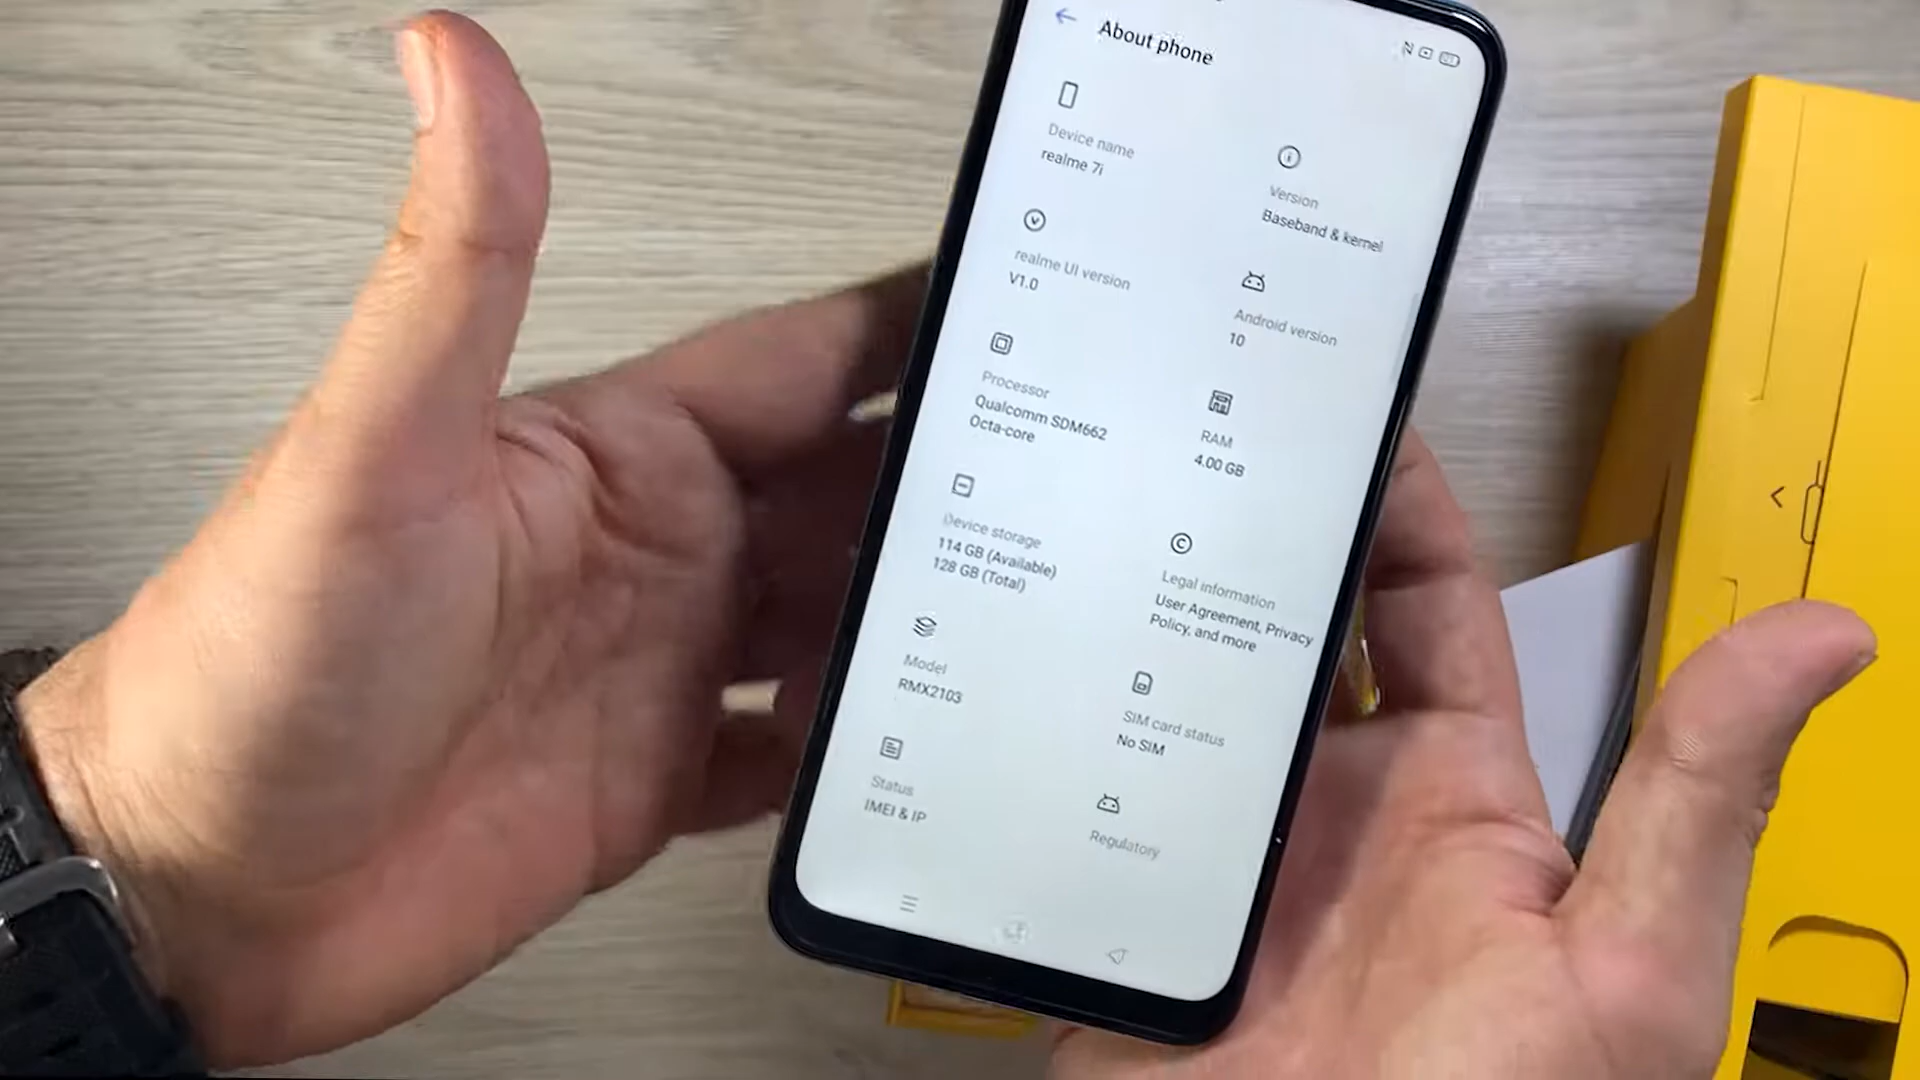 About phone
Device name
realme 7i
Version
Baseband & kernel
realme UI version
V1.0
Android version
10
Processor
Qualcomm SDM662
Octa-core
RAM
4.00 GB
Device storage
114 GB (Available)
128 GB (Total)
Legal information
User Agreement, Privacy
Policy, and more
Model
RMX2103
SIM card status
No SIM
Status
IMEI & IP
Regulatory